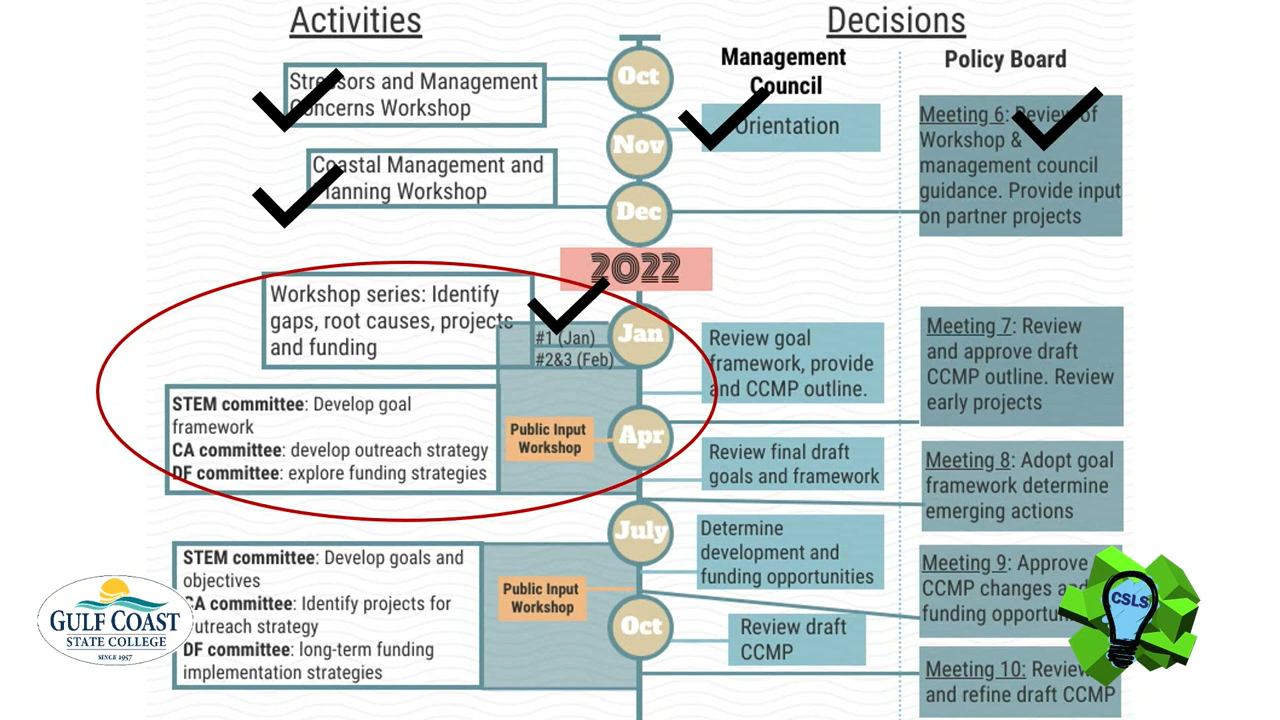 Activities
Decisions
Management
Council
Policy Board
Oct
Stressors and Management
Concerns Workshop
Orientation
Meeting 6: Review of
Workshop &
management council
guidance. Provide input
on partner projects
Nov
Coastal Management and
Planning Workshop
Dec
2022
Workshop series: Identify
gaps, root causes, projects
and funding
#1 (Jan)
#2&3 (Feb)
Jan
Review goal
framework, provide
and CCMP outline.
Meeting 7: Review
and approve draft
CCMP outline. Review
early projects
STEM committee: Develop goal
framework
CA committee: develop outreach strategy
DF committee: explore funding strategies
Public Input
Workshop
Apr
Review final draft
goals and framework
Meeting 8: Adopt goal
framework determine
emerging actions
July
Determine
development and
funding opportunities
Meeting 9: Approve
CCMP changes and
funding opportun
STEM committee: Develop goals and
objectives
CA committee: Identify projects for
outreach strategy
DF committee: long-term funding
implementation strategies
Public Input
Workshop
Oct
Review draft
CCMP
Meeting 10: Review
and refine draft CCMP
GULF COAST
STATE COLLEGE
SINCE 1957
CSLS